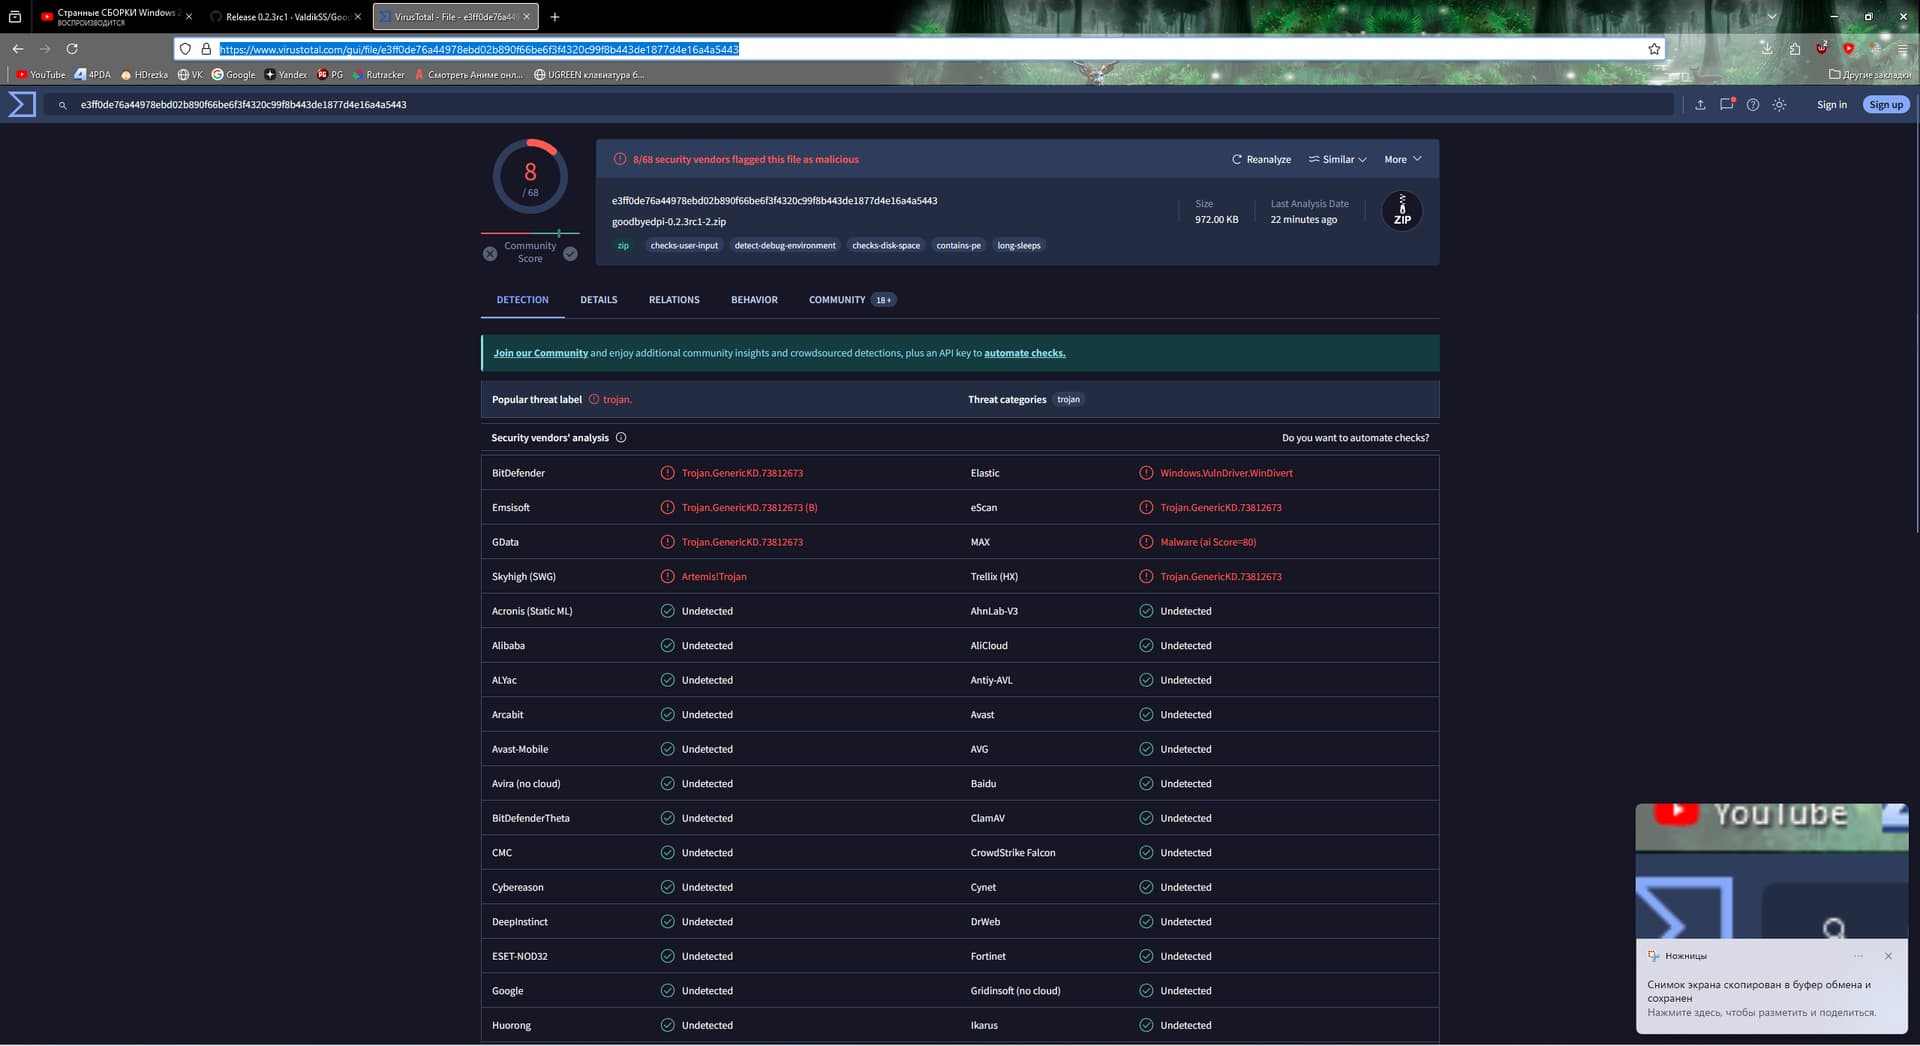 Странные СБОРКИ Windows 2
ВОСПРОИЗВОДИТСЯ
Release 0.2.3rc1 · ValdikSS/Good
VirusTotal - File - e3ff0de76a449
https://www.virustotal.com/gui/file/e3ff0de76a44978ebd02b890f66be6f3f4320c99f8b443de1877d4e16a4a5443
2
YouTube 4PDA HDrezka VK Google Yandex PG Rutracker Смотреть Аниме онл... UGREEN клавиатура б... Другие закладки
e3ff0de76a44978ebd02b890f66be6f3f4320c99f8b443de1877d4e16a4a5443
Sign in Sign up
8
/ 68
Community
Score
8/68 security vendors flagged this file as malicious
Reanalyze Similar More
e3ff0de76a44978ebd02b890f66be6f3f4320c99f8b443de1877d4e16a4a5443
goodbyedpi-0.2.3rc1-2.zip
zip checks-user-input detect-debug-environment checks-disk-space contains-pe long-sleeps
Size
972.00 KB
Last Analysis Date
22 minutes ago
ZIP
DETECTION DETAILS RELATIONS BEHAVIOR COMMUNITY 18+
Join our Community and enjoy additional community insights and crowdsourced detections, plus an API key to automate checks.
Popular threat label trojan. Threat categories trojan
Security vendors' analysis Do you want to automate checks?
BitDefender Trojan.GenericKD.73812673 Elastic Windows.VulnDriver.WinDivert
Emsisoft Trojan.GenericKD.73812673 (B) eScan Trojan.GenericKD.73812673
GData Trojan.GenericKD.73812673 MAX Malware (ai Score=80)
Skyhigh (SWG) Artemis!Trojan Trellix (HX) Trojan.GenericKD.73812673
Acronis (Static ML) Undetected AhnLab-V3 Undetected
Alibaba Undetected AliCloud Undetected
ALYac Undetected Antiy-AVL Undetected
Arcabit Undetected Avast Undetected
Avast-Mobile Undetected AVG Undetected
Avira (no cloud) Undetected Baidu Undetected
BitDefenderTheta Undetected ClamAV Undetected
CMC Undetected CrowdStrike Falcon Undetected
Cybereason Undetected Cynet Undetected
DeepInstinct Undetected DrWeb Undetected
ESET-NOD32 Undetected Fortinet Undetected
Google Undetected Gridinsoft (no cloud) Undetected
Huorong Undetected Ikarus Undetected
YouTube
Ножницы
Снимок экрана скопирован в буфер обмена и
сохранен
Нажмите здесь, чтобы разметить и поделиться.